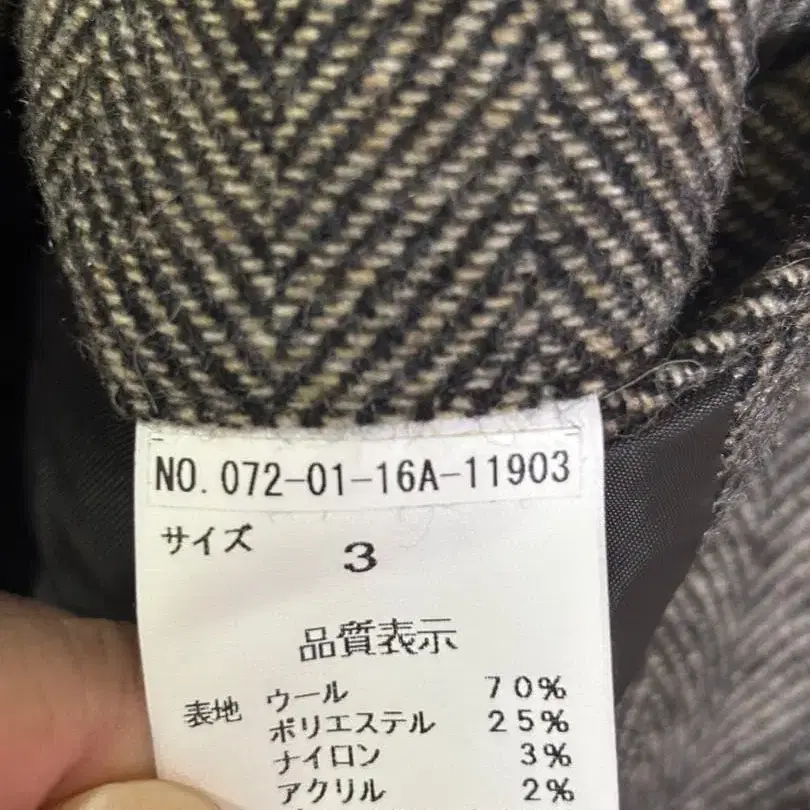 NO. 072-01-16A-11903
サイズ 3
品質表示
表地 ウール 70%
ポリエステル 25%
ナイロン 3%
アクリル 2%